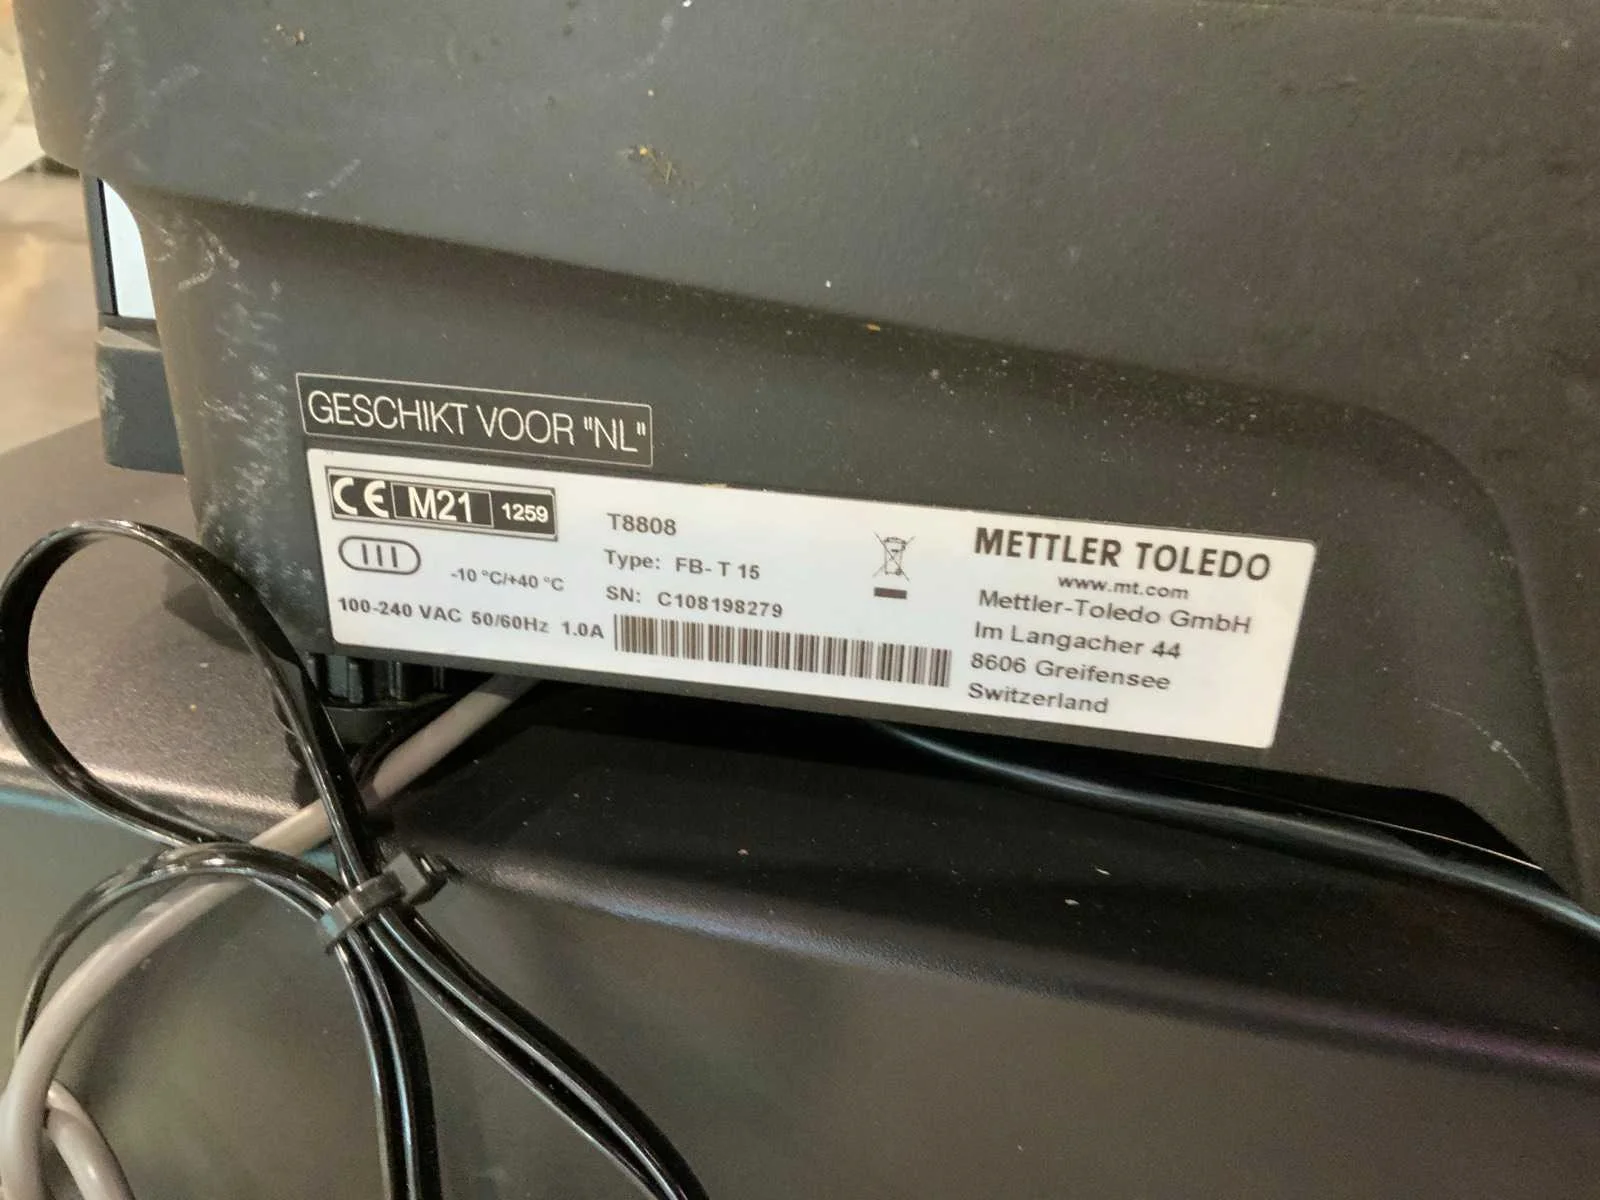 GESCHIKT VOOR "NL"
CE M21 1259
III
-10 °C/+40 °C
100-240 VAC 50/60Hz 1.0A
T8808
Type: FB- T 15
SN: C108198279
METTLER TOLEDO
www.mt.com
Mettler-Toledo GmbH
Im Langacher 44
8606 Greifensee
Switzerland